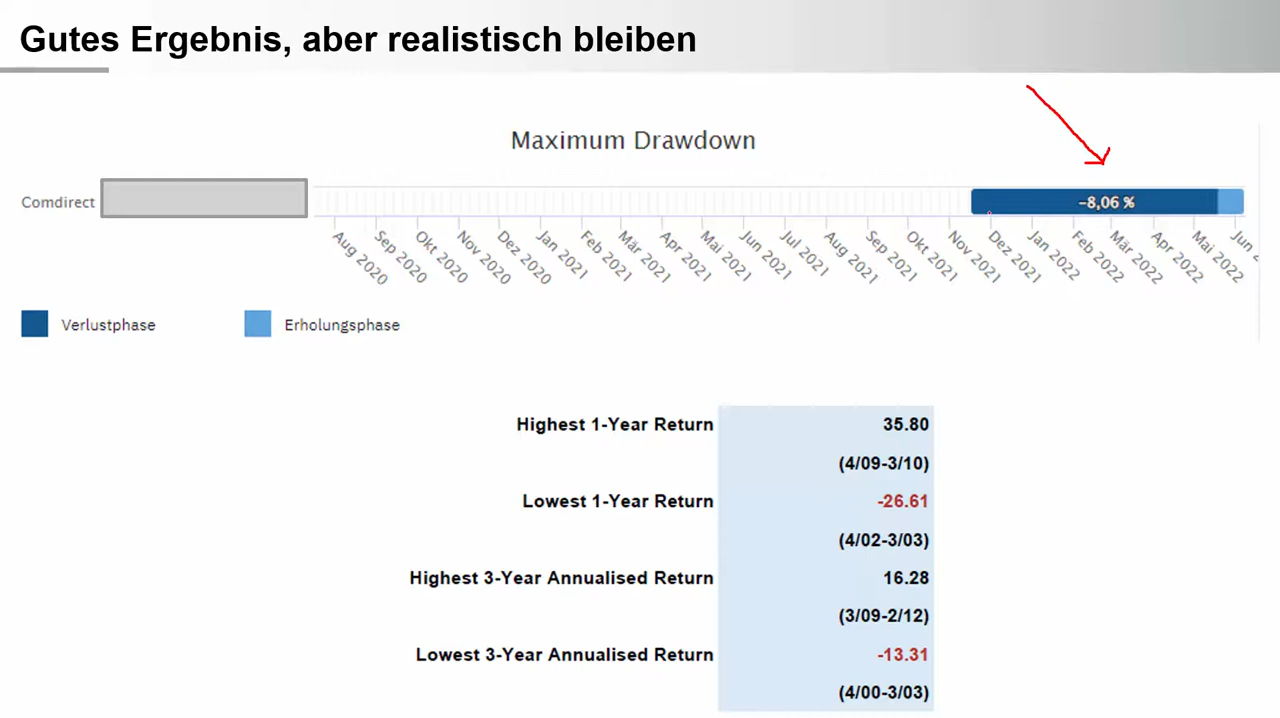 Gutes Ergebnis, aber realistisch bleiben
Maximum Drawdown
Comdirect
-8,06 %
Aug 2020
Sep 2020
Okt 2020
Nov 2020
Dez 2020
Jan 2021
Feb 2021
Mär 2021
Apr 2021
Mai 2021
Jun 2021
Jul 2021
Aug 2021
Sep 2021
Okt 2021
Nov 2021
Dez 2021
Jan 2022
Feb 2022
Mär 2022
Apr 2022
Mai 2022
Jun
Verlustphase
Erholungsphase
Highest 1-Year Return 35.80
(4/09-3/10)
Lowest 1-Year Return -26.61
(4/02-3/03)
Highest 3-Year Annualised Return 16.28
(3/09-2/12)
Lowest 3-Year Annualised Return -13.31
(4/00-3/03)